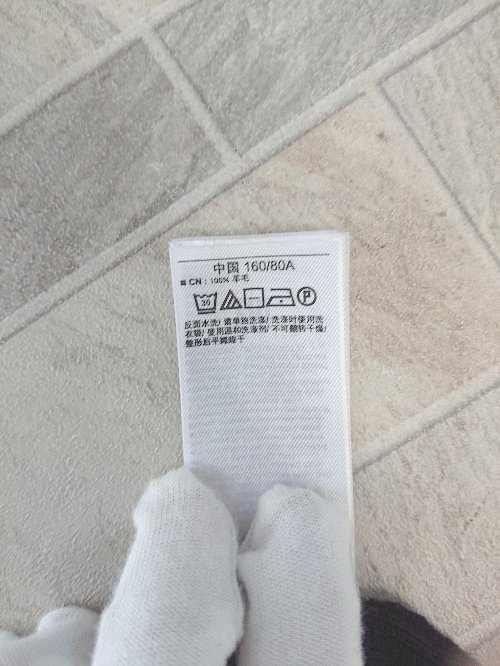 中国 160/80A
CN : 100% 羊毛
30 P
反面水洗/ 请单独洗涤/ 洗涤时使用洗
衣袋/ 使用温和洗涤剂/ 不可翻转干燥/
整形后平摊晾干